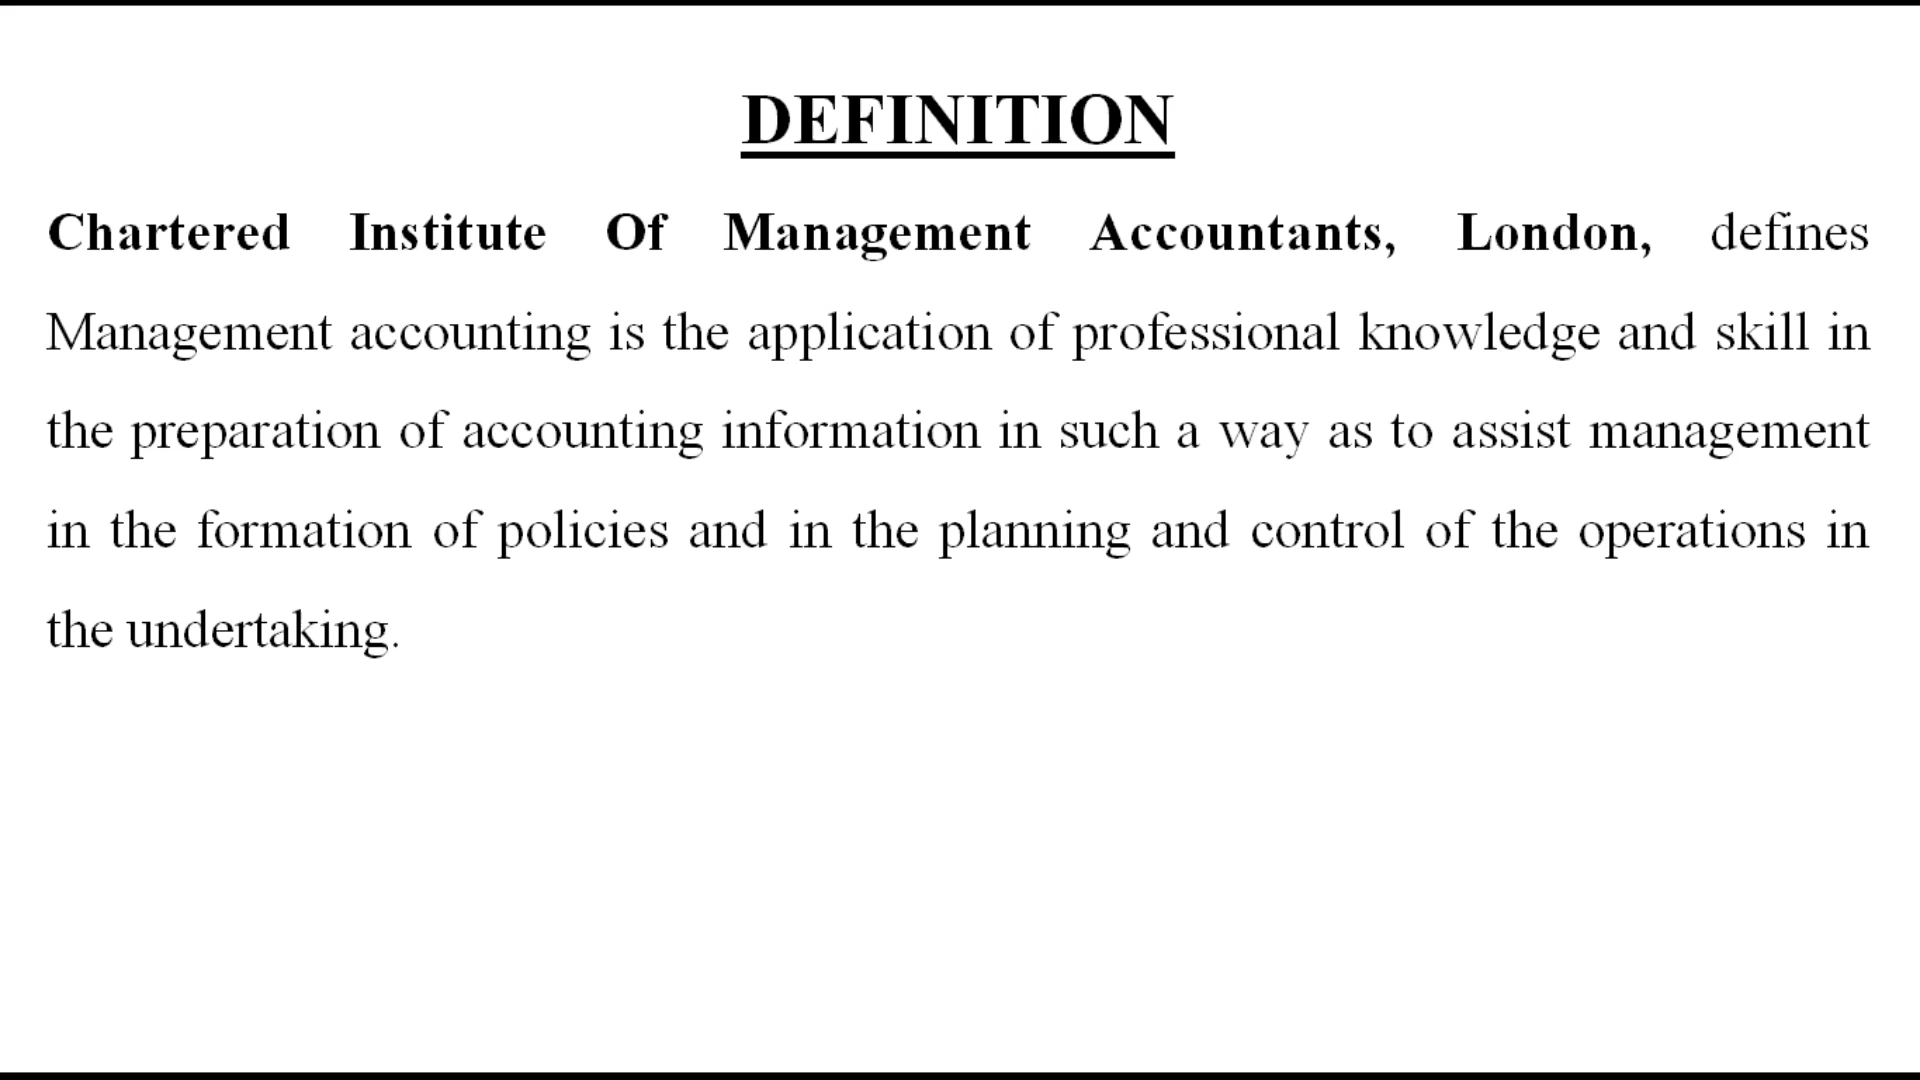 DEFINITION
Chartered Institute Of Management Accountants, London, defines
Management accounting is the application of professional knowledge and skill in
the preparation of accounting information in such a way as to assist management
in the formation of policies and in the planning and control of the operations in
the undertaking.